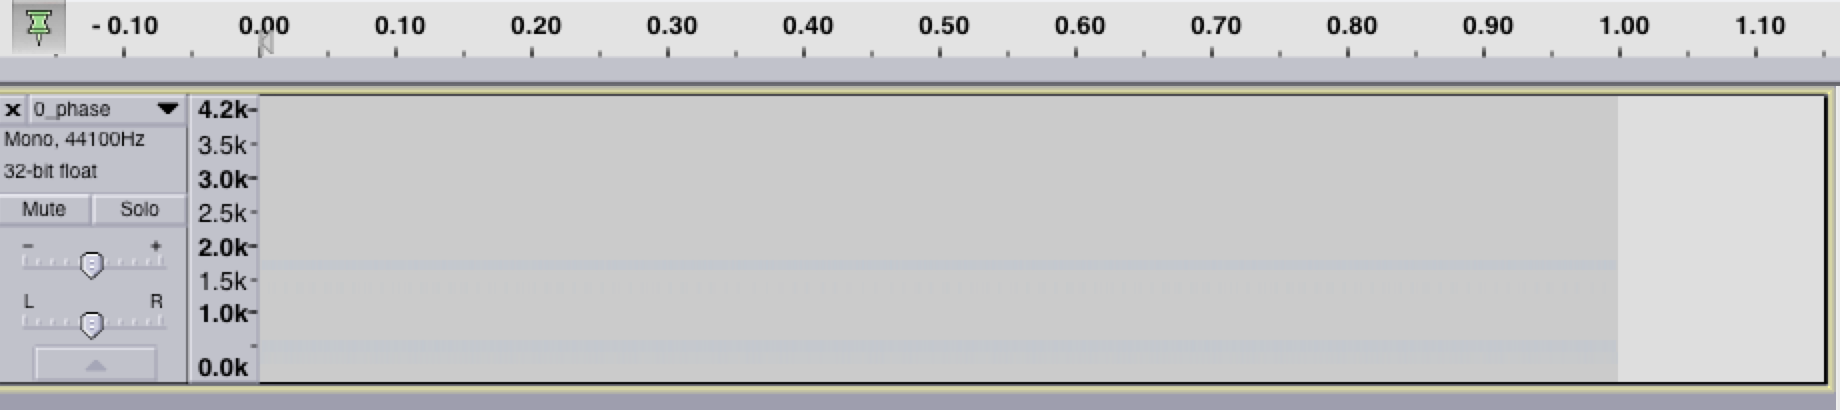 - 0.10 0.00 0.10 0.20 0.30 0.40 0.50 0.60 0.70 0.80 0.90 1.00 1.10
x 0_phase
Mono, 44100Hz
32-bit float
Mute Solo
- +
L R
4.2k-
3.5k-
3.0k-
2.5k-
2.0k-
1.5k-
1.0k-
0.0k